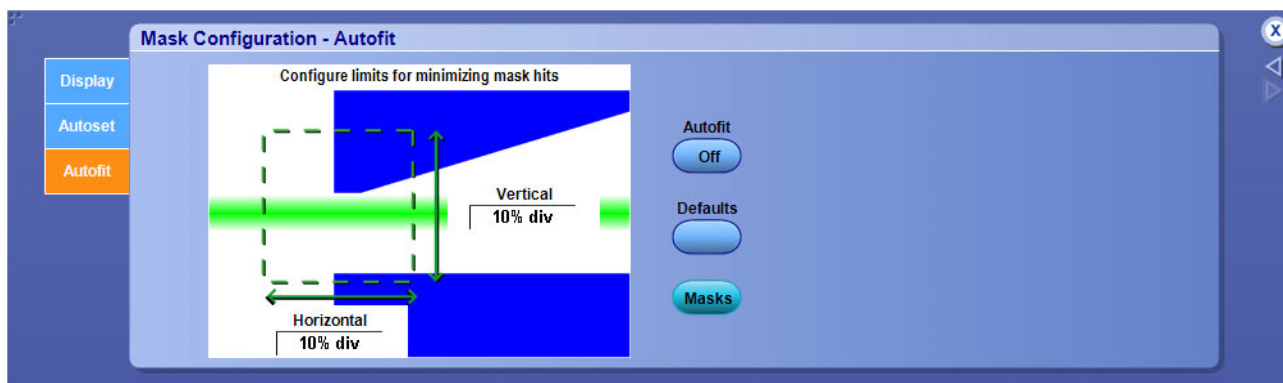 Mask Configuration - Autofit
X
Display
Autoset
Autofit
Configure limits for minimizing mask hits
Vertical
10% div
Horizontal
10% div
Autofit
Off
Defaults
Masks